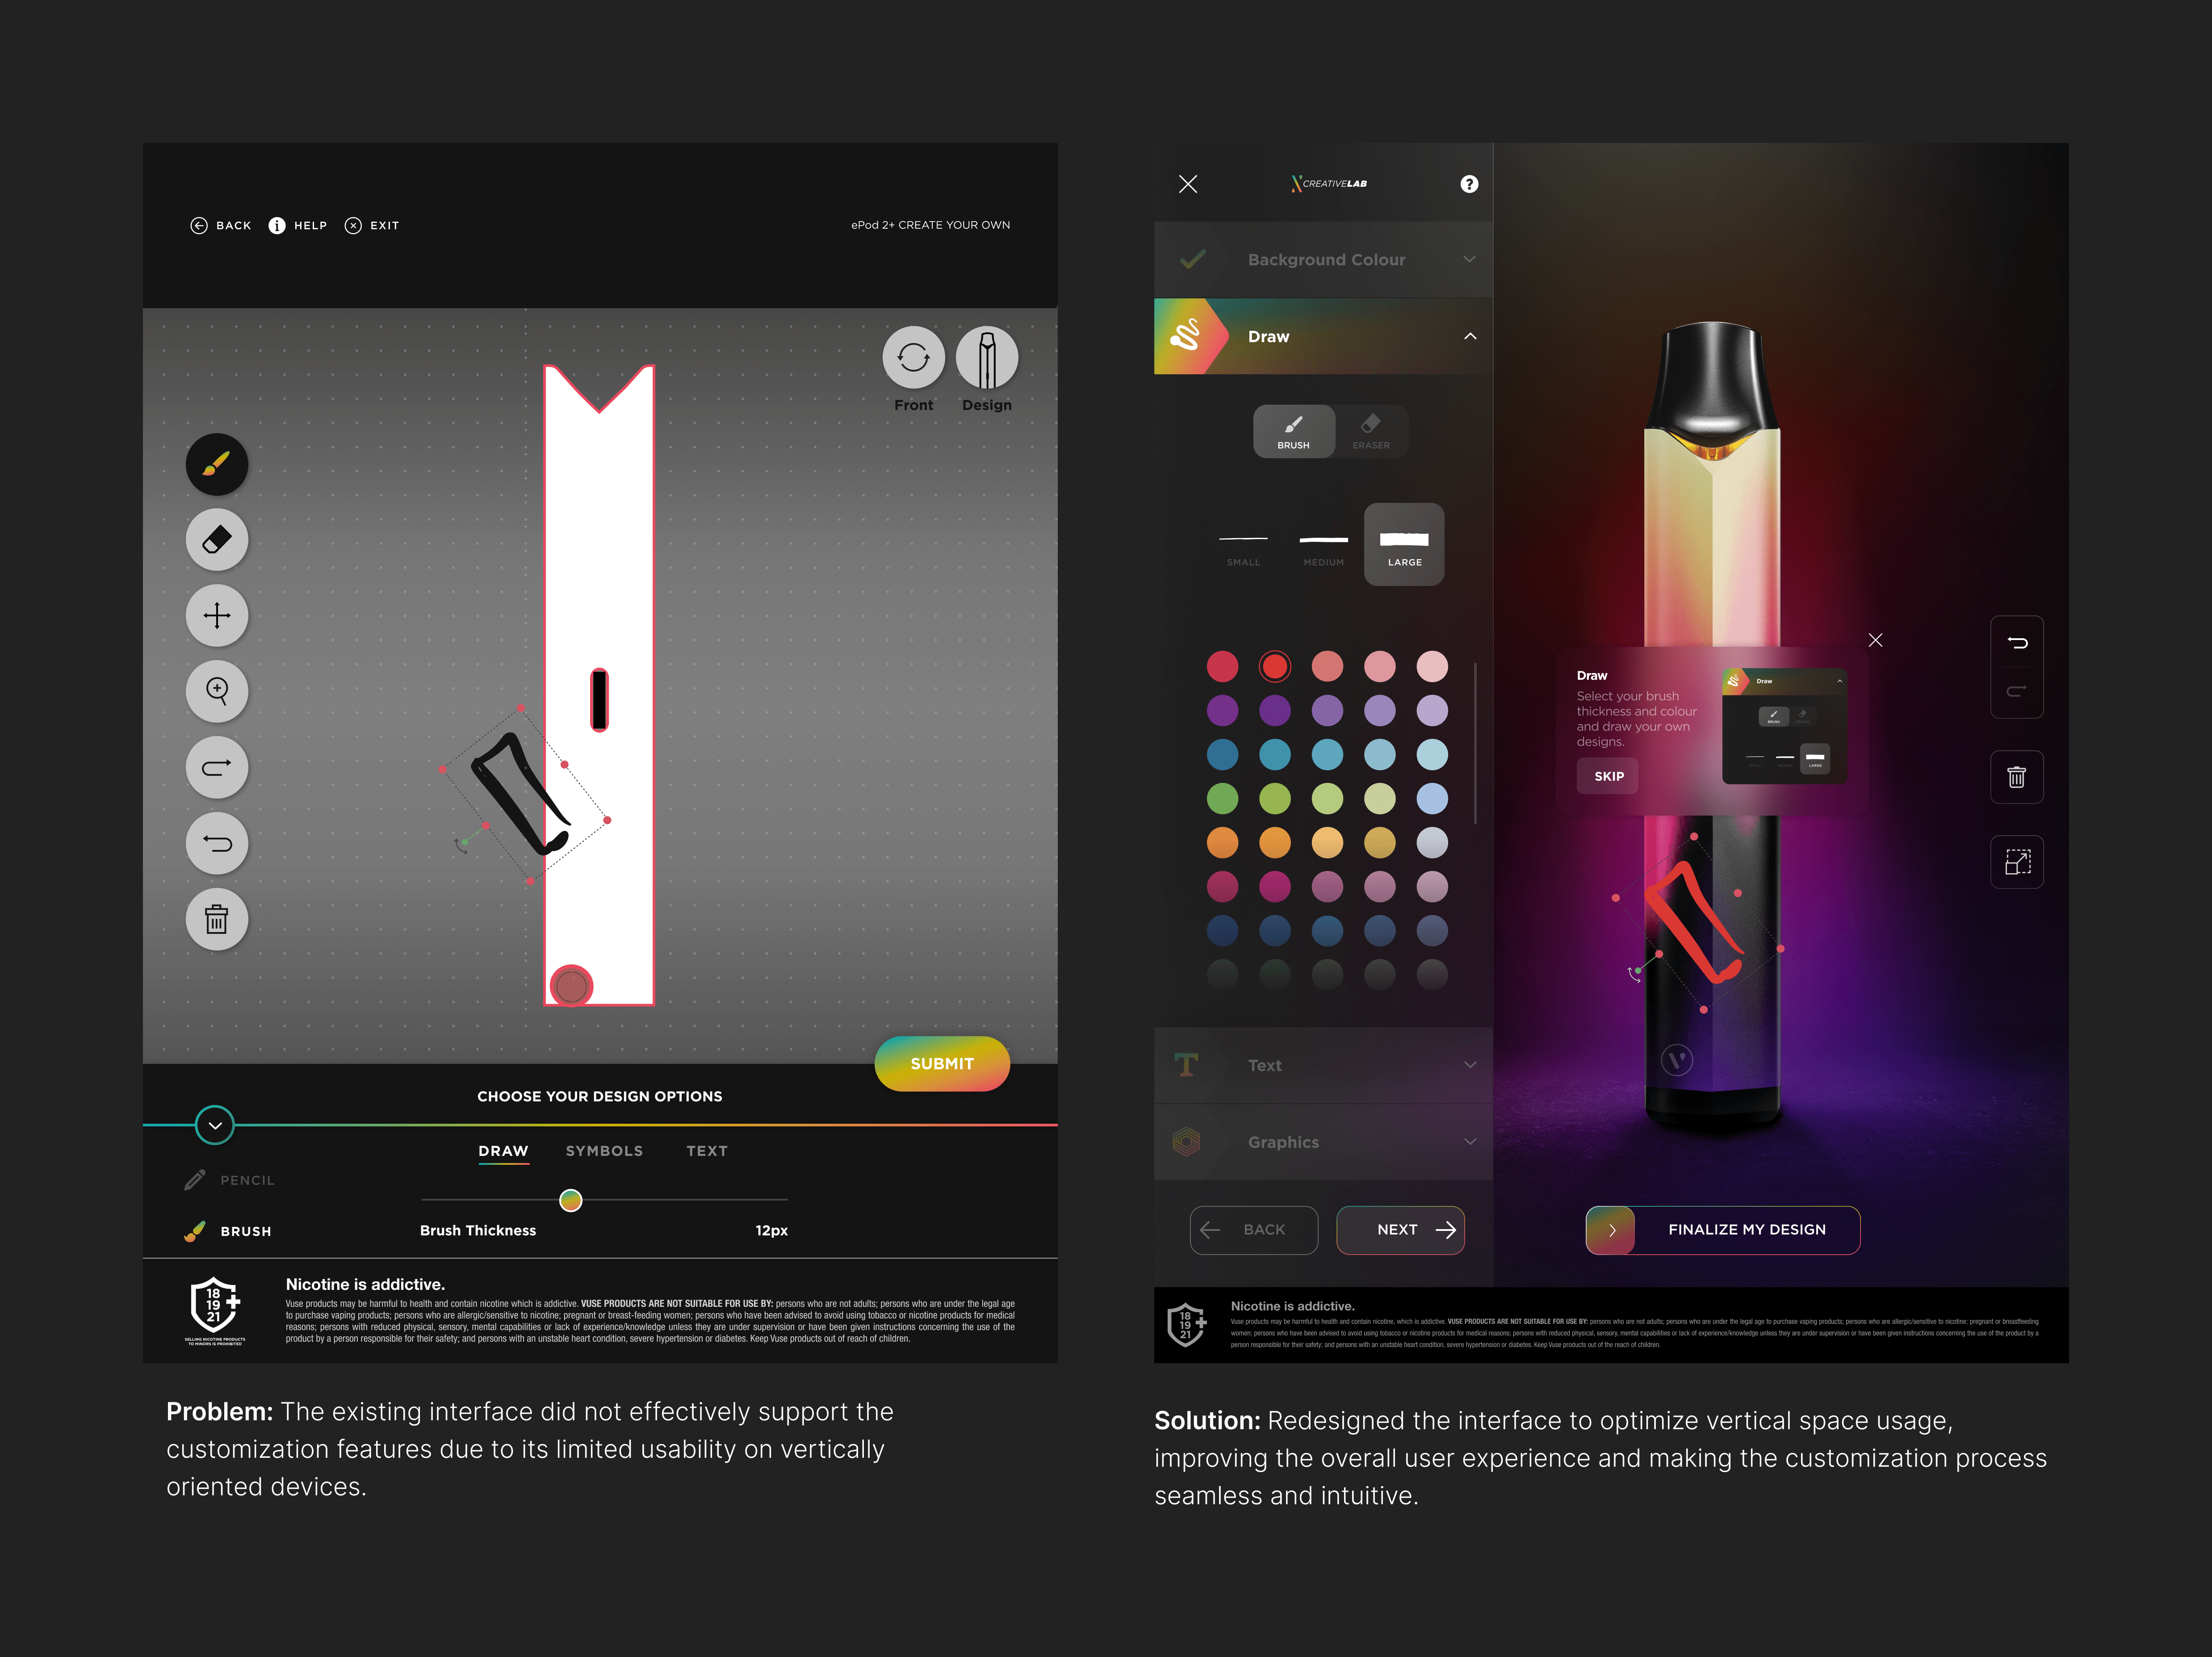 BACK
HELP
EXIT
ePod 2+ CREATE YOUR OWN
Front
Design
SUBMIT
CHOOSE YOUR DESIGN OPTIONS
DRAW
SYMBOLS
TEXT
PENCIL
BRUSH
Brush Thickness
12px
18
19
21
SELLING NICOTINE PRODUCTS
TO MINORS IS PROHIBITED
Nicotine is addictive.
Vuse products may be harmful to health and contain nicotine which is addictive. VUSE PRODUCTS ARE NOT SUITABLE FOR USE BY: persons who are not adults; persons who are under the legal age
to purchase vaping products; persons who are allergic/sensitive to nicotine; pregnant or breast-feeding women; persons who have been advised to avoid using tobacco or nicotine products for medical
reasons; persons with reduced physical, sensory, mental capabilities or lack of experience/knowledge unless they are under supervision or have been given instructions concerning the use of the
product by a person responsible for their safety; and persons with an unstable heart condition, severe hypertension or diabetes. Keep Vuse products out of reach of children.
Problem: The existing interface did not effectively support the
customization features due to its limited usability on vertically
oriented devices.
CREATIVELAB
?
Background Colour
Draw
BRUSH
ERASER
SMALL
MEDIUM
LARGE
Text
Graphics
BACK
NEXT
Draw
Select your brush
thickness and colour
and draw your own
designs.
SKIP
Draw
BRUSH
LARGE
FINALIZE MY DESIGN
18
19
21
Nicotine is addictive.
Vuse products may be harmful to health and contain nicotine, which is addictive. VUSE PRODUCTS ARE NOT SUITABLE FOR USE BY: persons who are not adults; persons who are under the legal age to purchase vaping products; persons who are allergic/sensitive to nicotine; pregnant or breastfeeding
women; persons who have been advised to avoid using tobacco or nicotine products for medical reasons; persons with reduced physical, sensory, mental capabilities or lack of experience/knowledge unless they are under supervision or have been given instructions concerning the use of the product by a
person responsible for their safety; and persons with an unstable heart condition, severe hypertension or diabetes. Keep Vuse products out of the reach of children.
Solution: Redesigned the interface to optimize vertical space usage,
improving the overall user experience and making the customization process
seamless and intuitive.